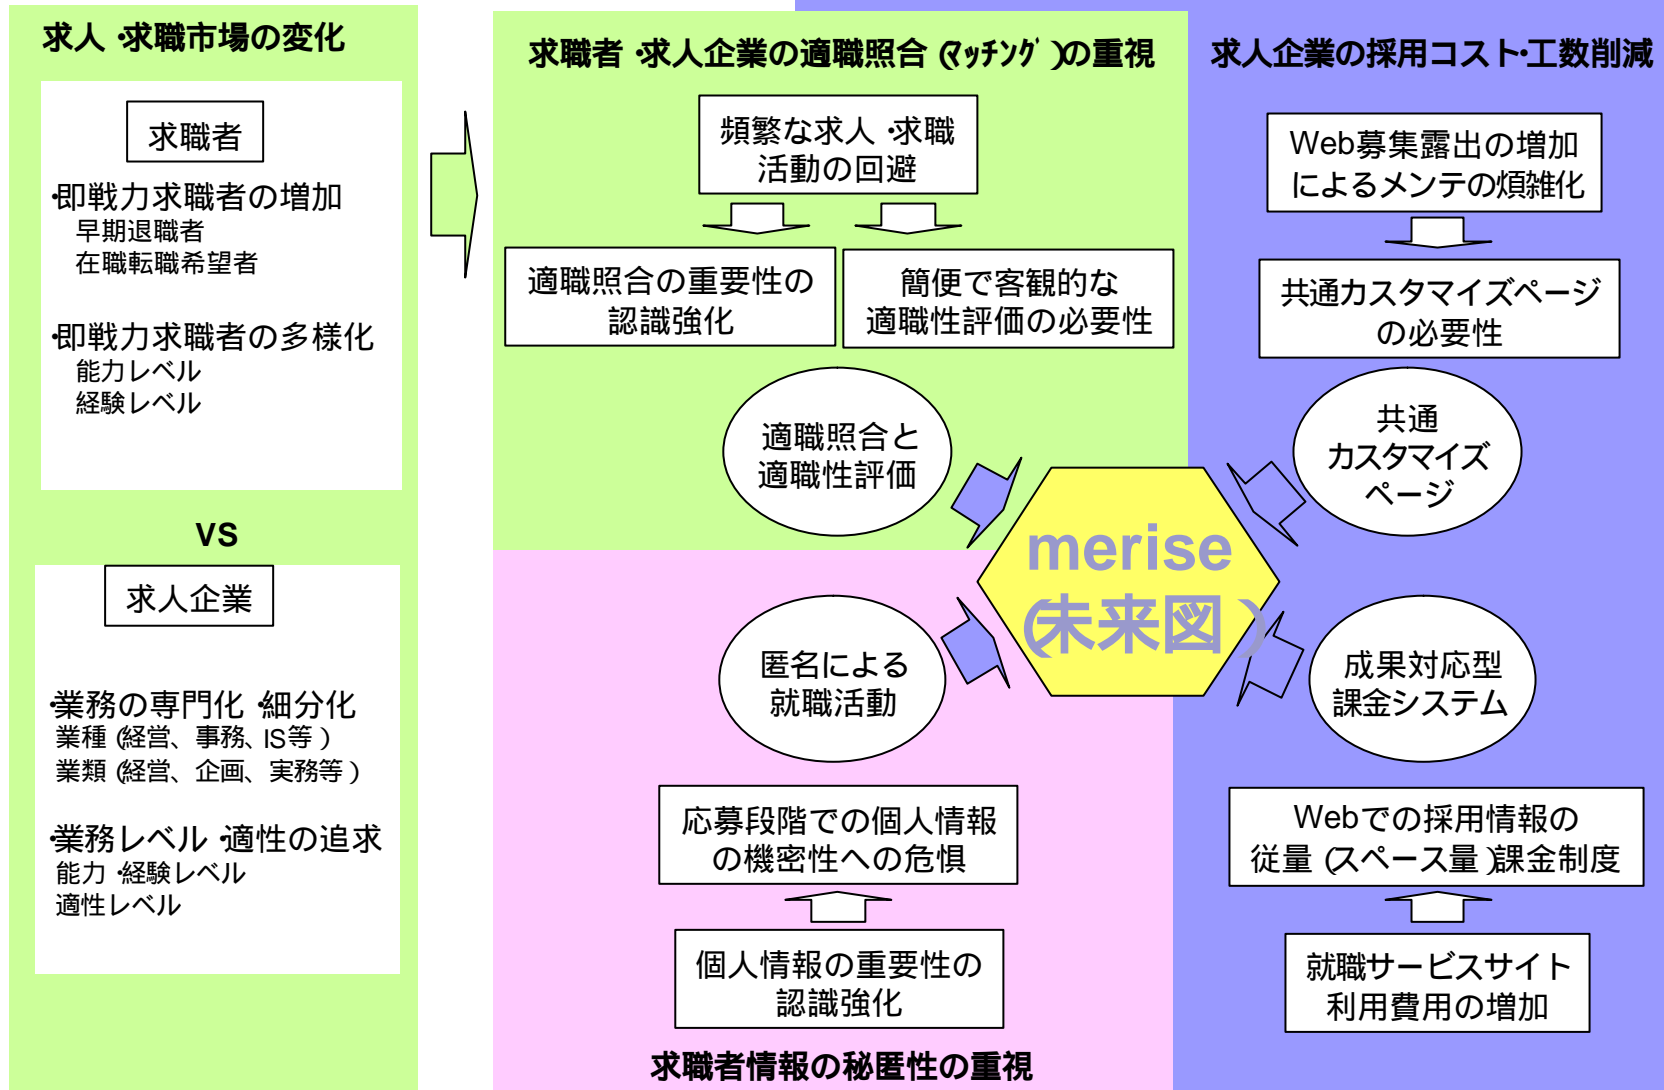 求人・求職市場の変化
求職者
・即戦力求職者の増加
早期退職者
在職転職希望者
・即戦力求職者の多様化
能力レベル
経験レベル
VS
求人企業
・業務の専門化・細分化
業種(経営、事務、IS等)
業類(経営、企画、実務等)
・業務レベル・適性の追求
能力・経験レベル
適性レベル
求職者・求人企業の適職照合(マッチング)の重視
頻繁な求人・求職
活動の回避
適職照合の重要性の
認識強化
簡便で客観的な
適職性評価の必要性
適職照合と
適職性評価
求人企業の採用コスト・工数削減
Web募集露出の増加
によるメンテの煩雑化
共通カスタマイズページ
の必要性
共通
カスタマイズ
ページ
merise
(未来図)
匿名による
就職活動
応募段階での個人情報
の機密性への危惧
個人情報の重要性の
認識強化
求職者情報の秘匿性の重視
成果対応型
課金システム
Webでの採用情報の
従量(スペース量)課金制度
就職サービスサイト
利用費用の増加